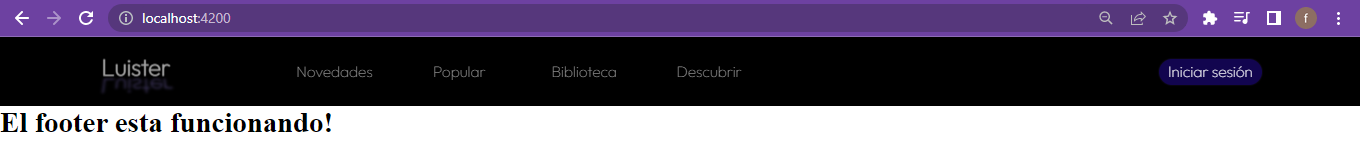 localhost:4200
f
Luister
Novedades
Popular
Biblioteca
Descubrir
Iniciar sesión
El footer esta funcionando!